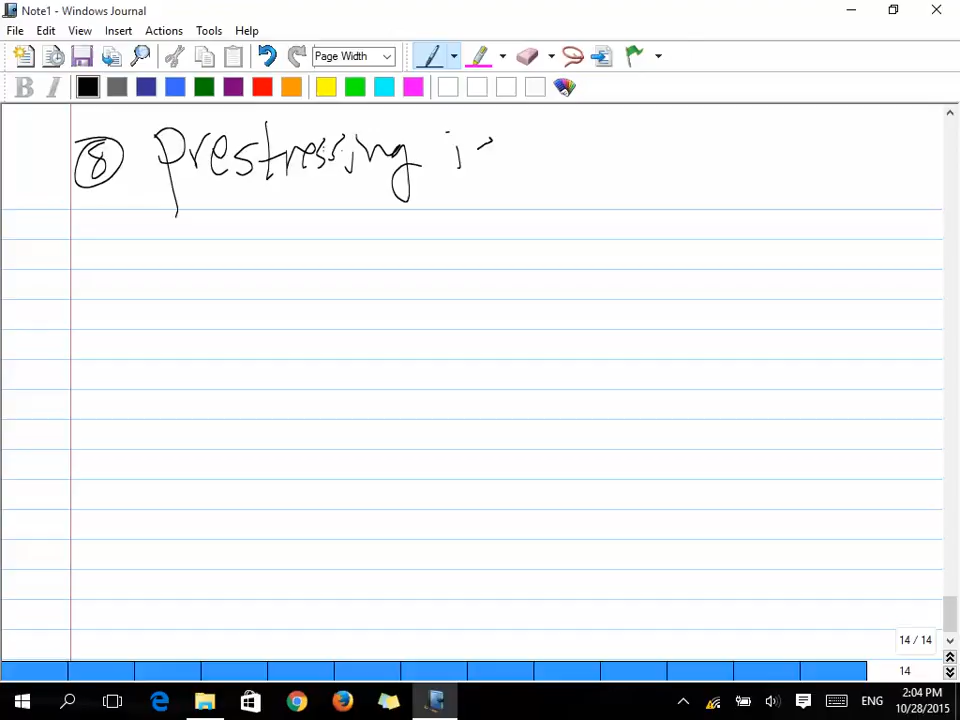 Note1 - Windows Journal
File Edit View Insert Actions Tools Help
Page Width
B I
8 Prestressing i
14 / 14
14
ENG
2:04 PM
10/28/2015